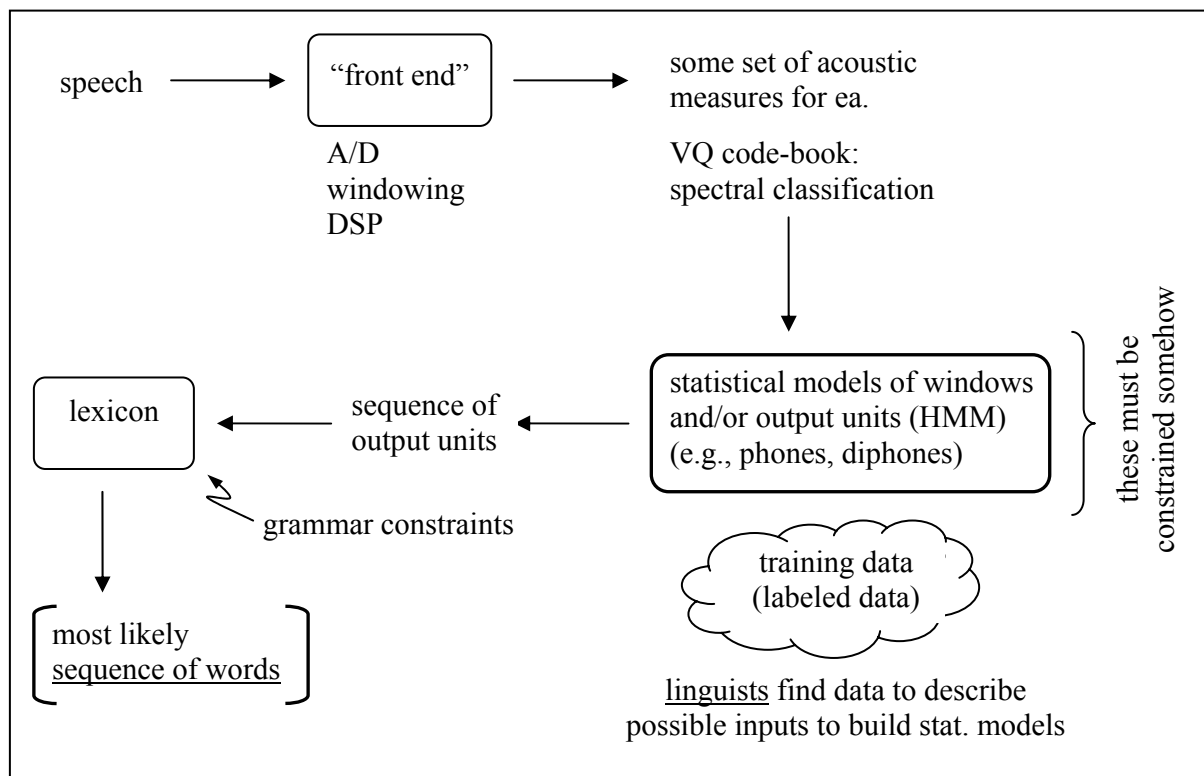 speech
“front end”
some set of acoustic
measures for ea.
A/D
windowing
DSP
VQ code-book:
spectral classification
statistical models of windows
and/or output units (HMM)
(e.g., phones, diphones)
these must be
constrained somehow
sequence of
output units
lexicon
grammar constraints
training data
(labeled data)
most likely
sequence of words
linguists find data to describe
possible inputs to build stat. models